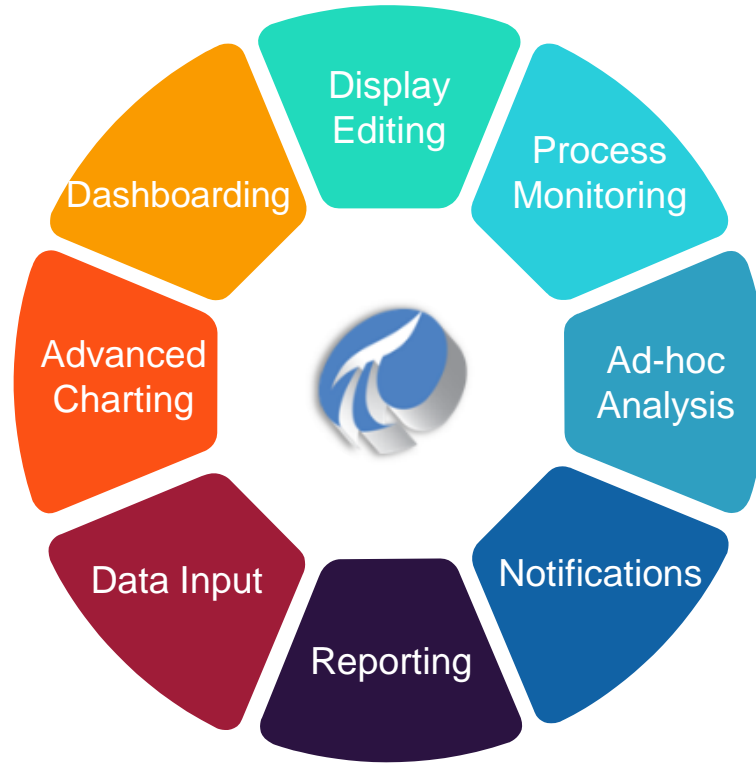 Display
Editing
Process
Monitoring
Ad-hoc
Analysis
Notifications
Reporting
Data Input
Advanced
Charting
Dashboarding